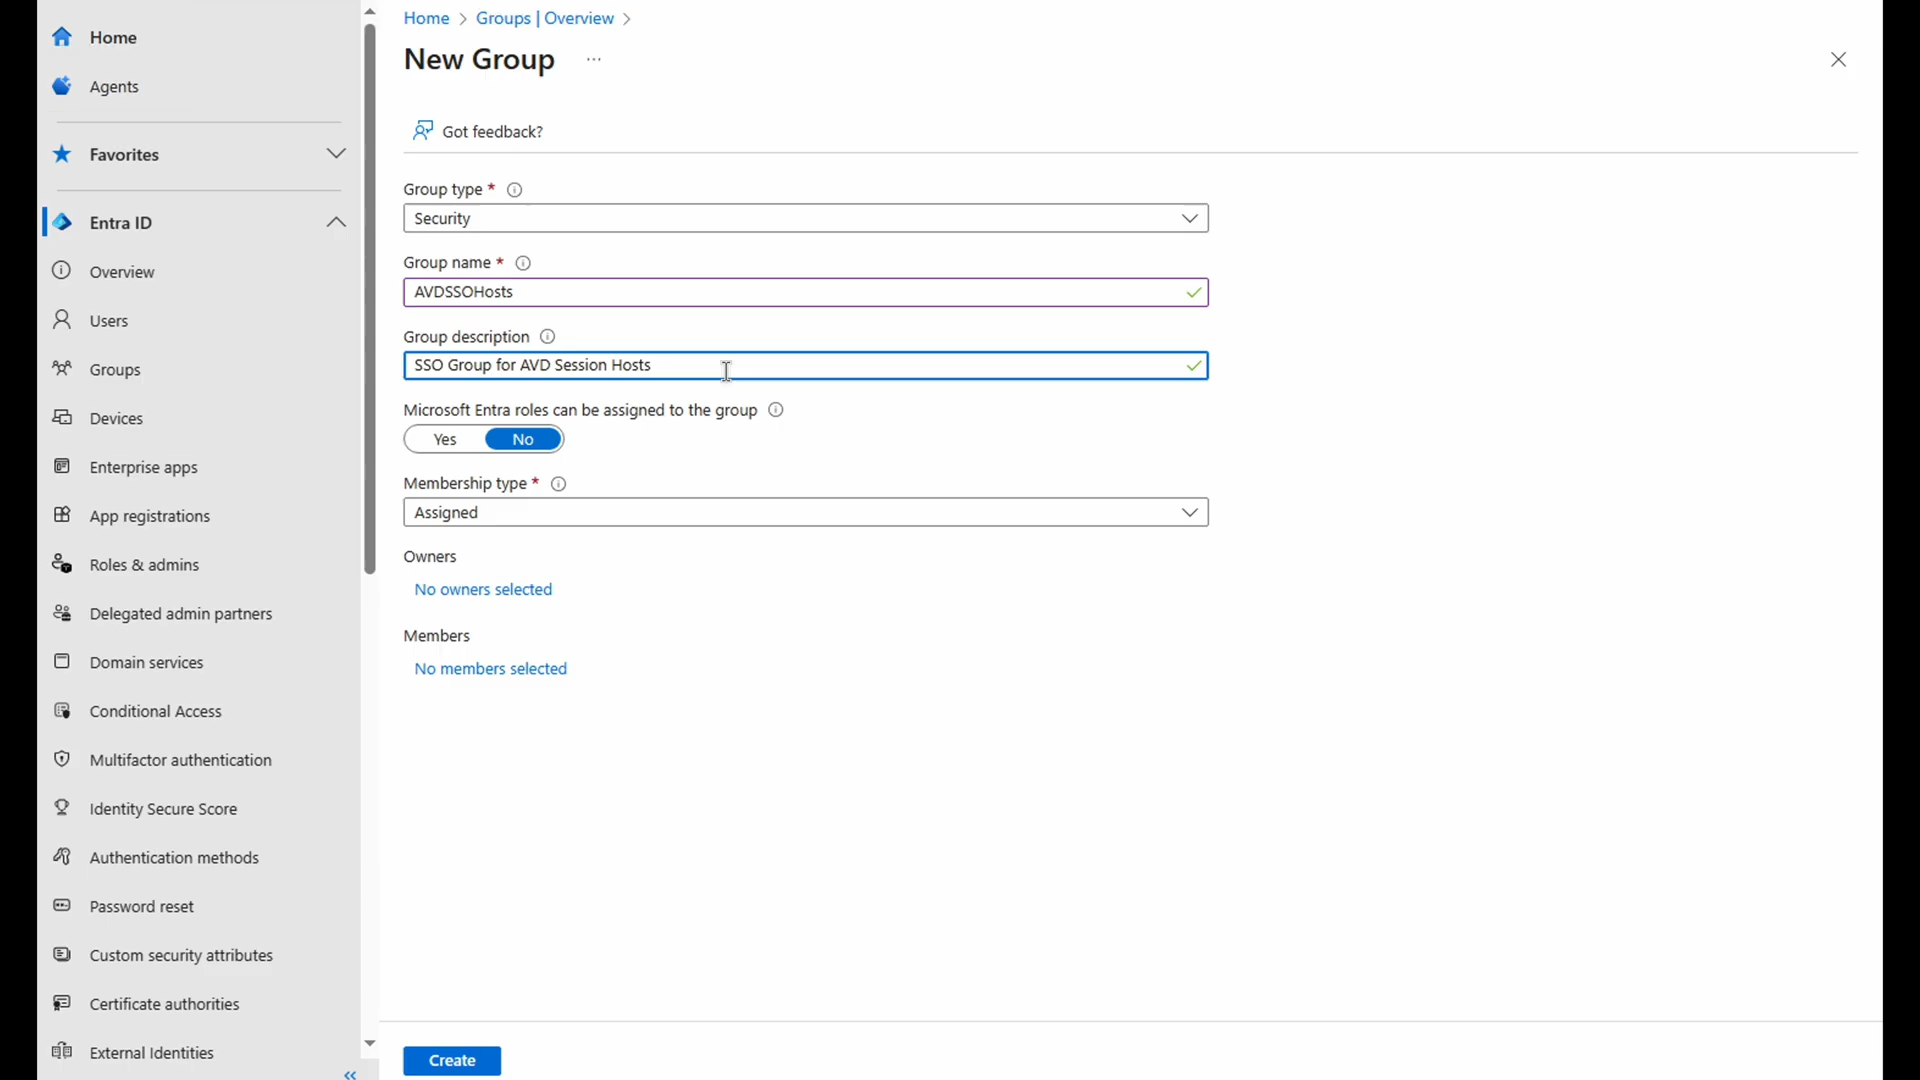 Home
Agents
Favorites
Entra ID
Overview
Users
Groups
Devices
Enterprise apps
App registrations
Roles & admins
Delegated admin partners
Domain services
Conditional Access
Multifactor authentication
Identity Secure Score
Authentication methods
Password reset
Custom security attributes
Certificate authorities
External Identities
Home > Groups | Overview >
New Group ...
Got feedback?
Group type *
Security
Group name *
AVDSSOHosts
Group description
SSO Group for AVD Session Hosts
Microsoft Entra roles can be assigned to the group
Yes No
Membership type *
Assigned
Owners
No owners selected
Members
No members selected
Create